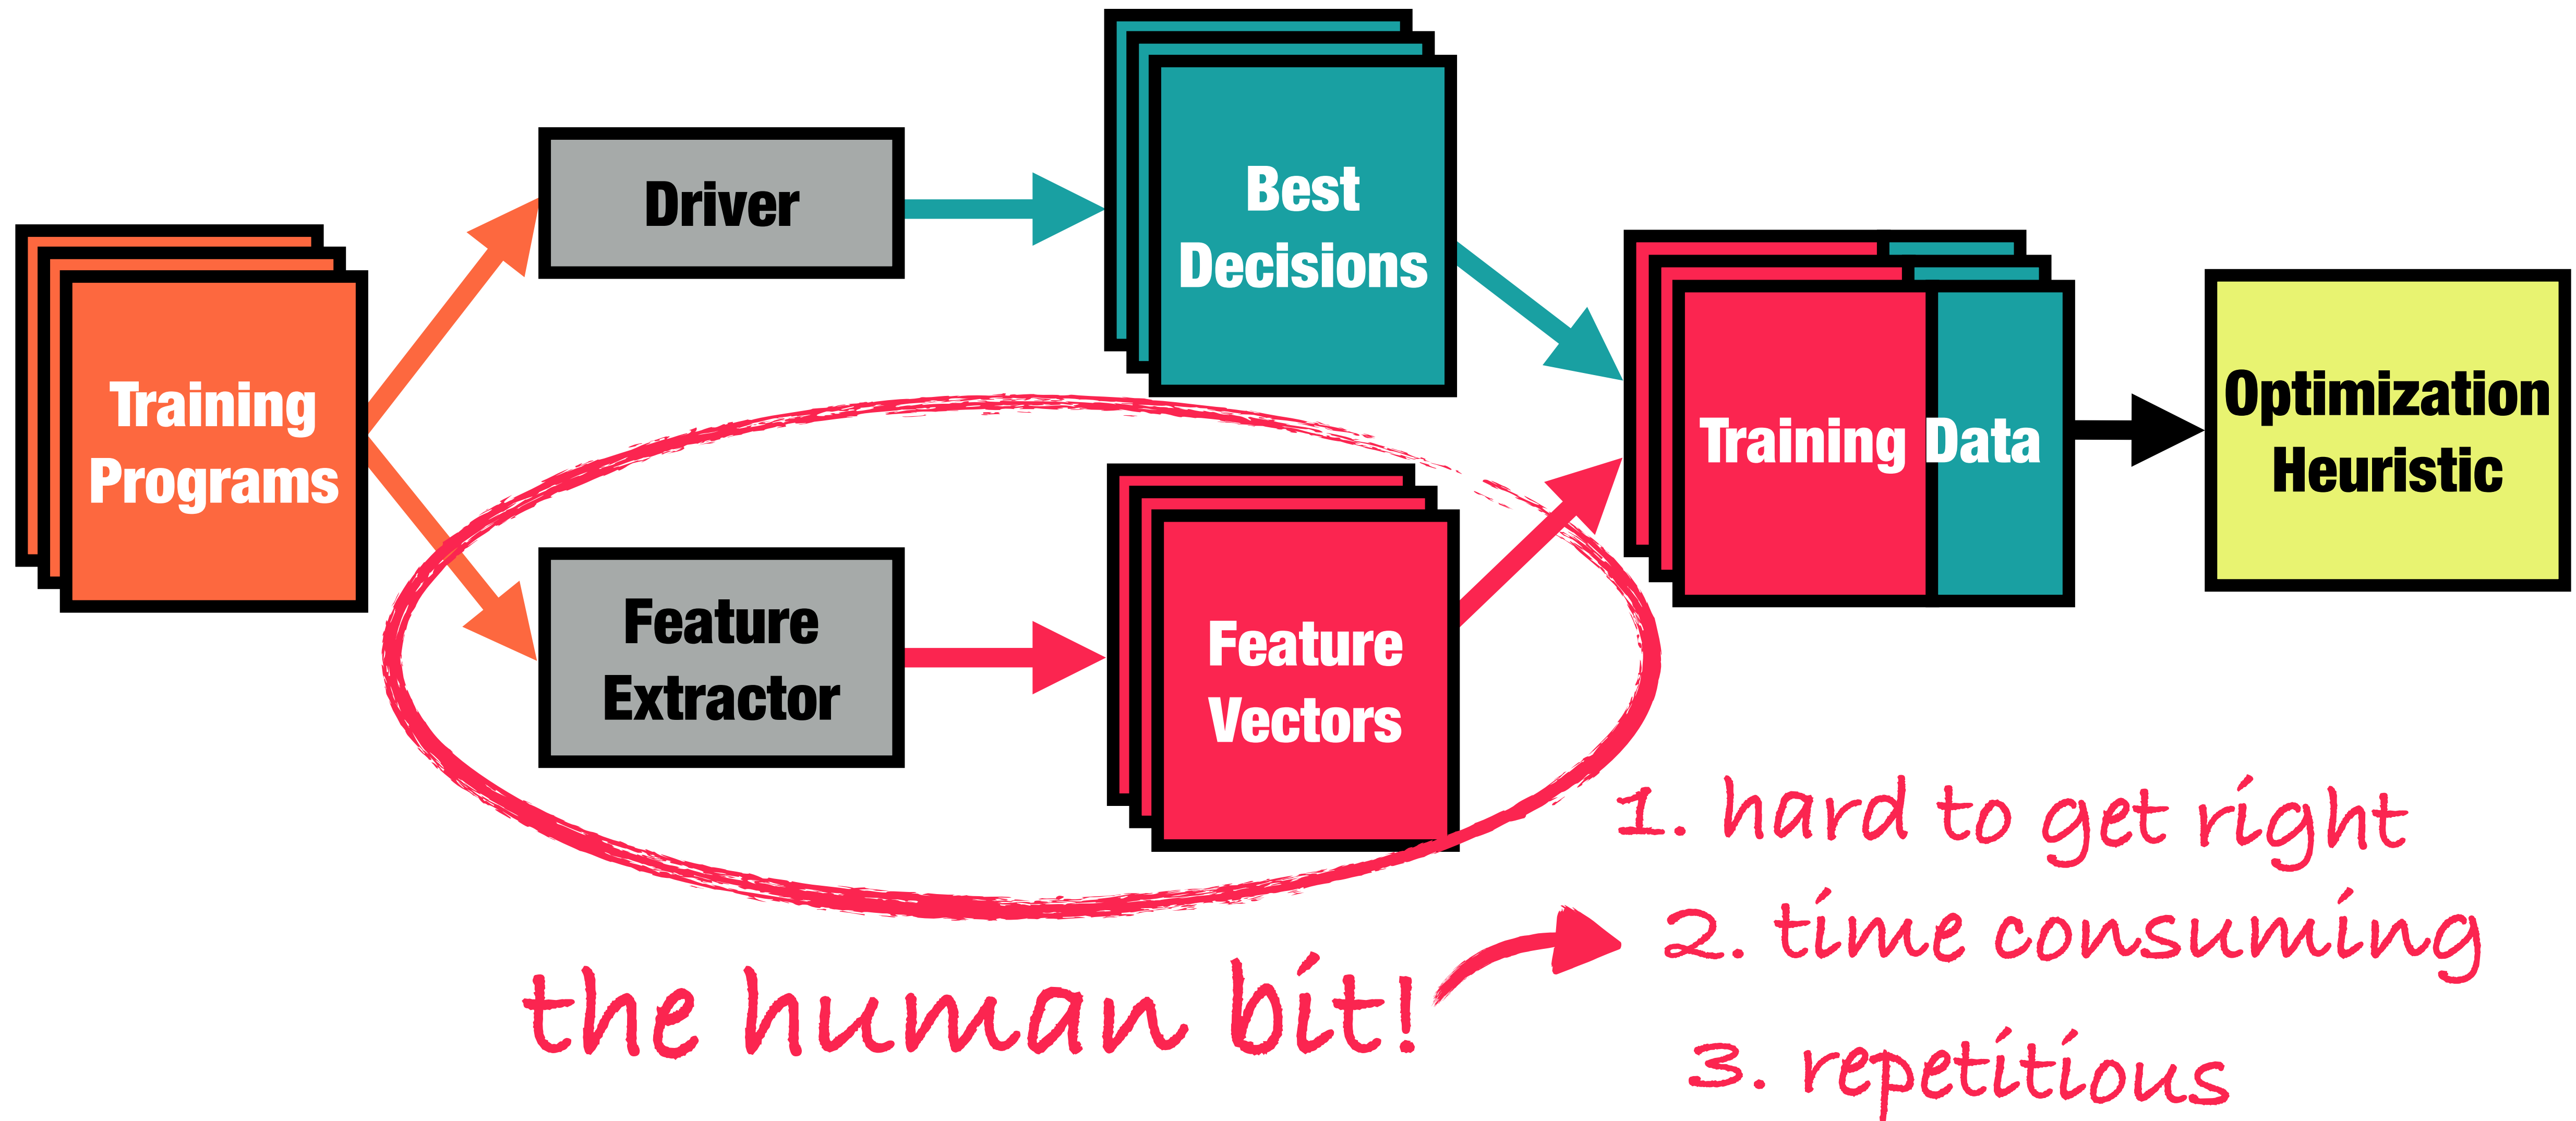 Training
Programs
Driver
Best
Decisions
Feature
Extractor
Feature
Vectors
Training Data
Optimization
Heuristic
the human bit!
1. hard to get right
2. time consuming
3. repetitious